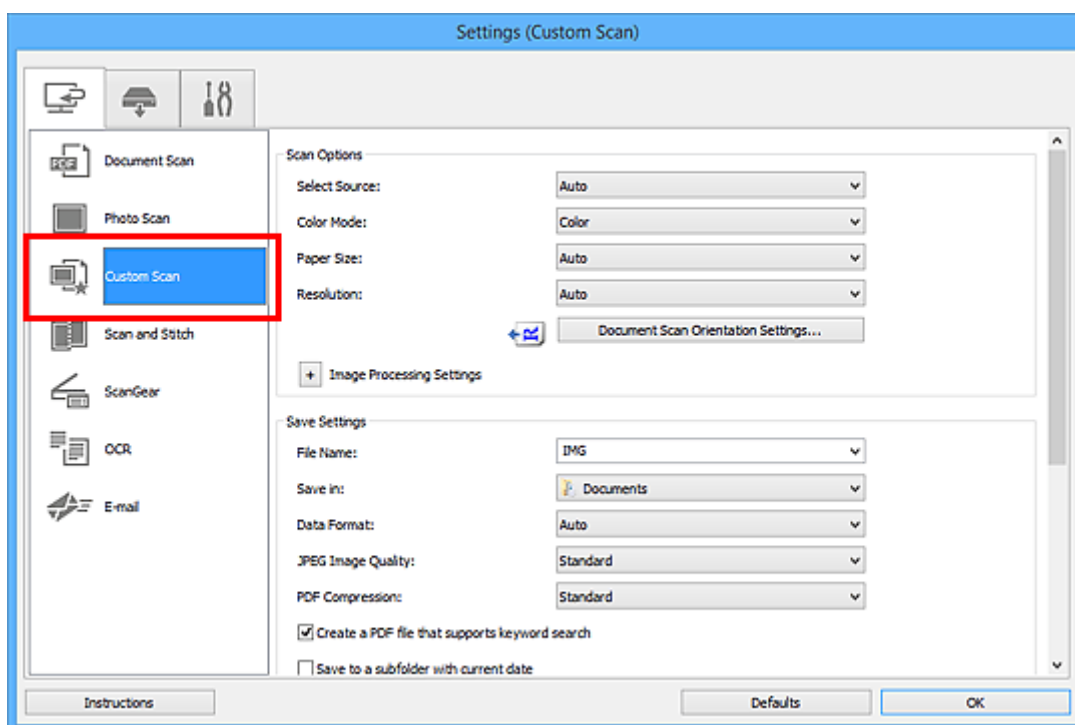 Settings (Custom Scan)
PDF
Document Scan
Photo Scan
Custom Scan
Scan and Stitch
ScanGear
OCR
E-mail
Scan Options
Select Source: Auto
Color Mode: Color
Paper Size: Auto
Resolution: Auto
R Document Scan Orientation Settings...
+ Image Processing Settings
Save Settings
File Name: IMG
Save in: Documents
Data Format: Auto
JPEG Image Quality: Standard
PDF Compression: Standard
Create a PDF file that supports keyword search
Save to a subfolder with current date
Instructions Defaults OK